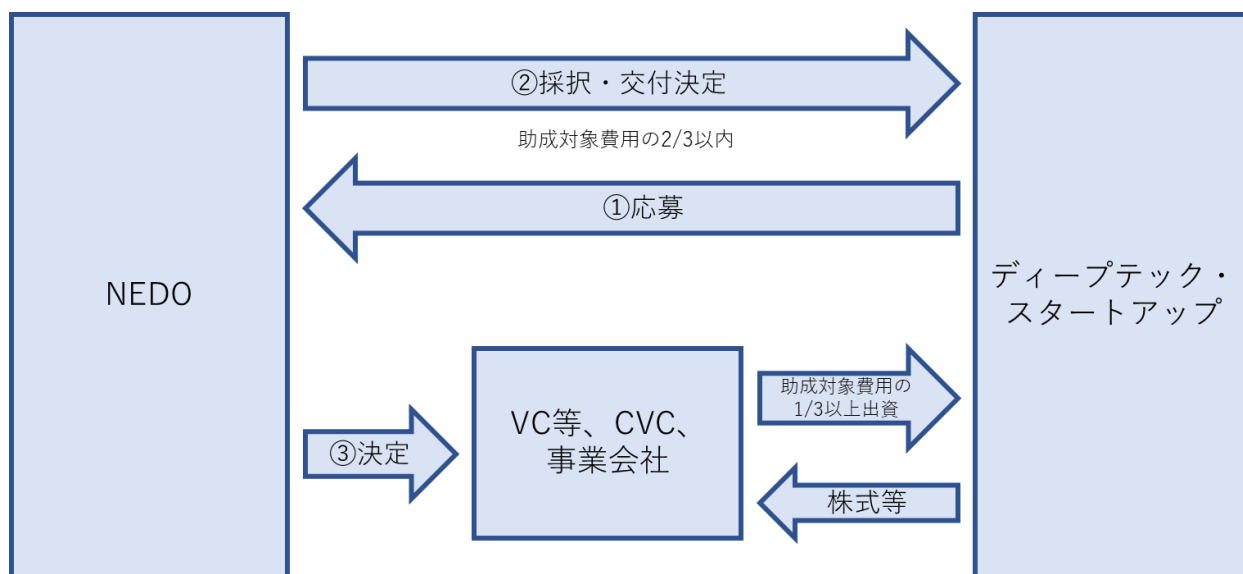 ②採択・交付決定
助成対象費用の2/3以内
①応募
NEDO
ディープテック・
スタートアップ
③決定
VC等、CVC、
事業会社
助成対象費用の
1/3以上出資
株式等